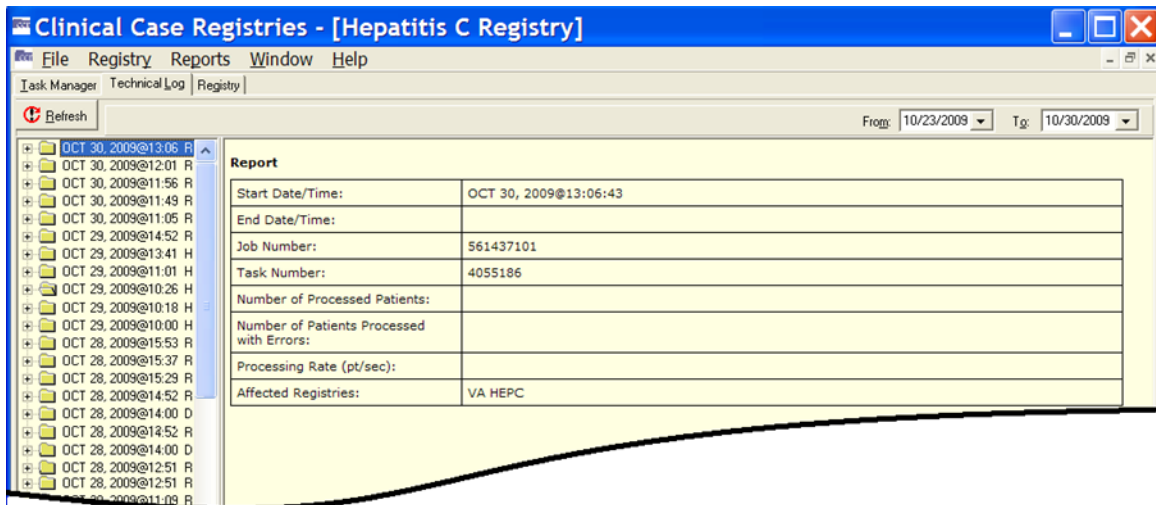 Clinical Case Registries - [Hepatitis C Registry]
File Registry Reports Window Help
Task Manager Technical Log Registry
Refresh From: 10/23/2009 To: 10/30/2009
OCT 30, 2009@13:06 R
OCT 30, 2009@12:01 R
OCT 30, 2009@11:56 R
OCT 30, 2009@11:49 R
OCT 30, 2009@11:05 R
OCT 29, 2009@14:52 R
OCT 29, 2009@13:41 H
OCT 29, 2009@11:01 H
OCT 29, 2009@10:26 H
OCT 29, 2009@10:18 H
OCT 29, 2009@10:00 H
OCT 28, 2009@15:53 R
OCT 28, 2009@15:37 R
OCT 28, 2009@15:29 R
OCT 28, 2009@14:52 R
OCT 28, 2009@14:00 D
OCT 28, 2009@14:52 R
OCT 28, 2009@14:00 D
OCT 28, 2009@12:51 R
OCT 28, 2009@12:51 R
2009@11:09 R
Report
Start Date/Time: OCT 30, 2009@13:06:43
End Date/Time:
Job Number: 561437101
Task Number: 4055186
Number of Processed Patients:
Number of Patients Processed
with Errors:
Processing Rate (pt/sec):
Affected Registries: VA HEPC